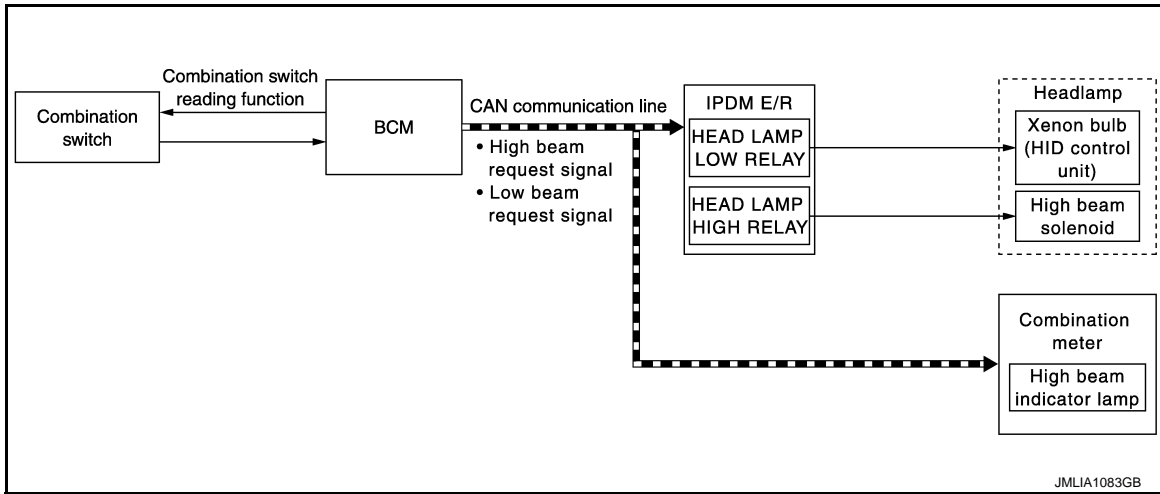 Combination
switch
Combination switch
reading function
BCM
CAN communication line
• High beam
request signal
• Low beam
request signal
IPDM E/R
HEAD LAMP
LOW RELAY
HEAD LAMP
HIGH RELAY
Headlamp
Xenon bulb
(HID control
unit)
High beam
solenoid
Combination
meter
High beam
indicator lamp
JMLIA1083GB